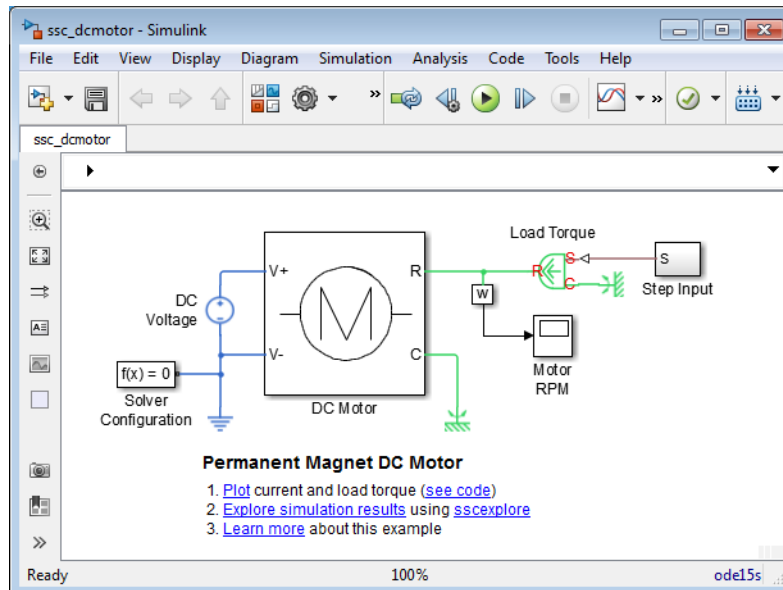 ssc_dcmotor - Simulink
File Edit View Display Diagram Simulation Analysis Code Tools Help
» »
ssc_dcmotor
Load Torque
V+ R R S S
C
DC
Voltage
w
Step Input
V- C
f(x) = 0
Solver
Configuration
DC Motor
Motor
RPM
M
Permanent Magnet DC Motor
1. Plot current and load torque (see code)
2. Explore simulation results using sscexplore
3. Learn more about this example
Ready 100% ode15s